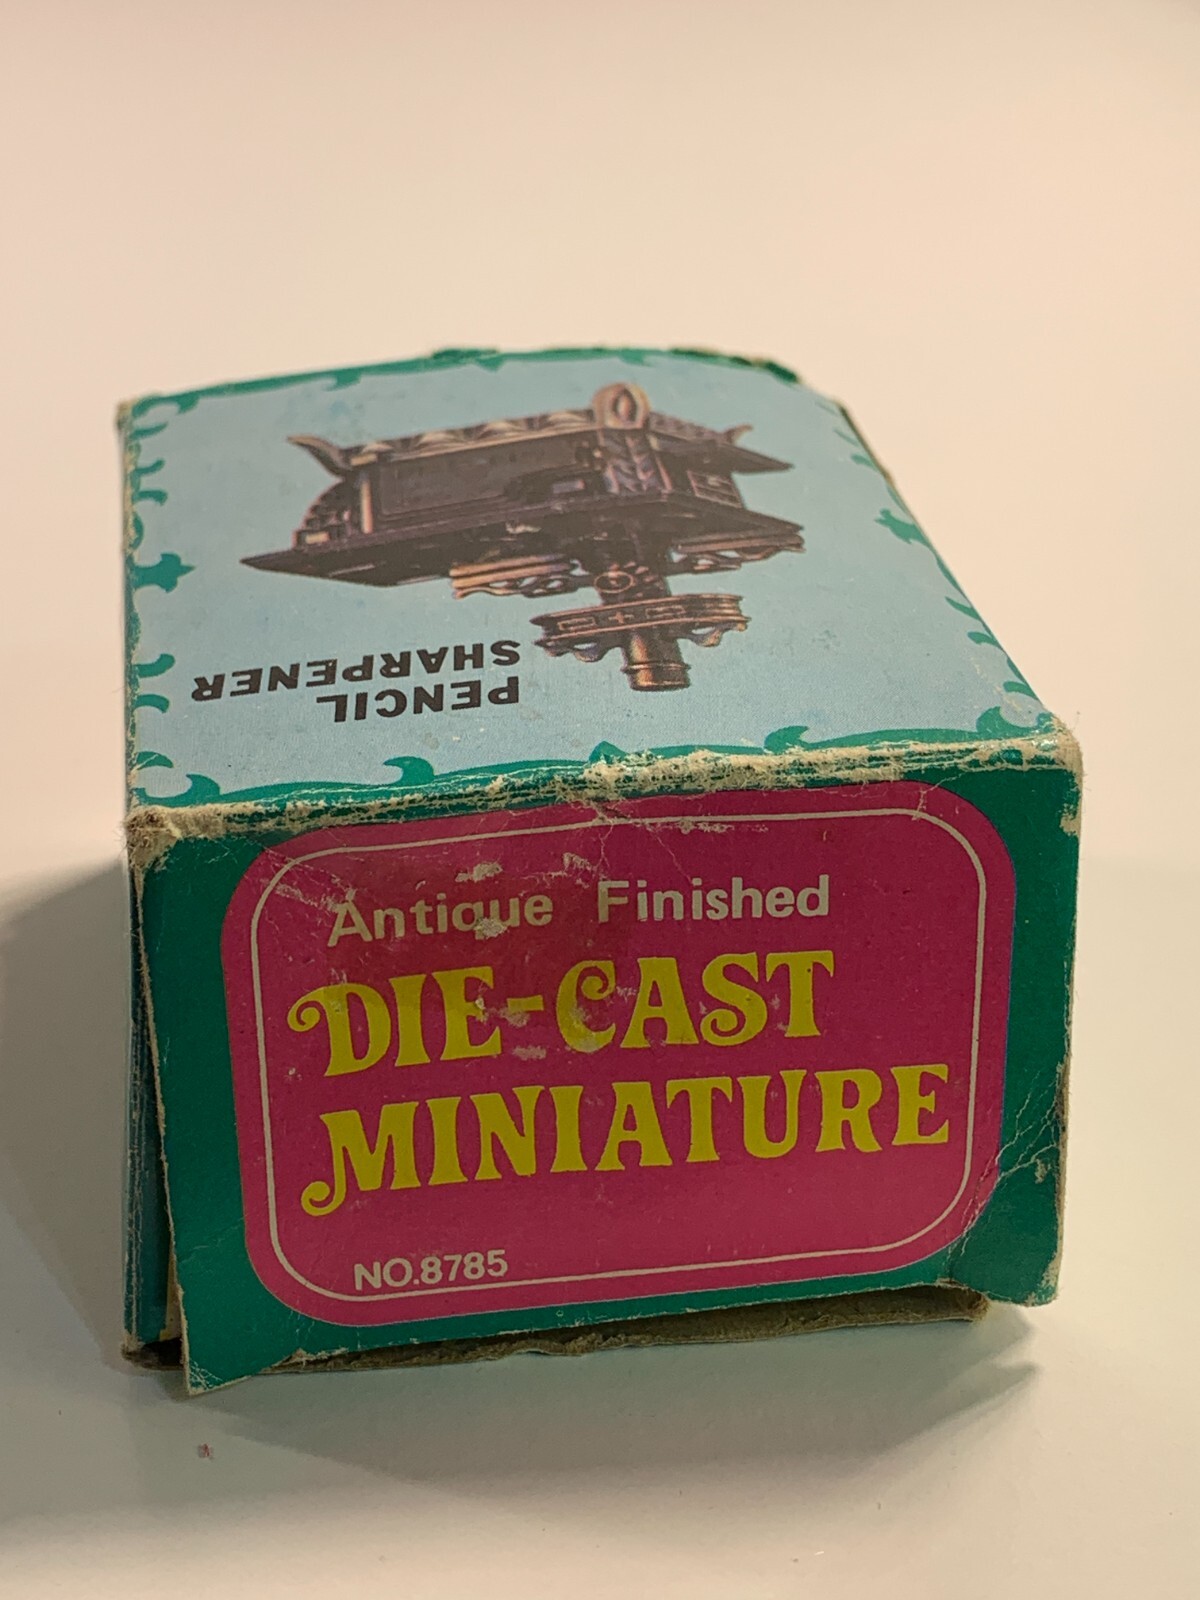 PENCIL
SHARPENER
Antique Finished
DIE-CAST
MINIATURE
NO.8785